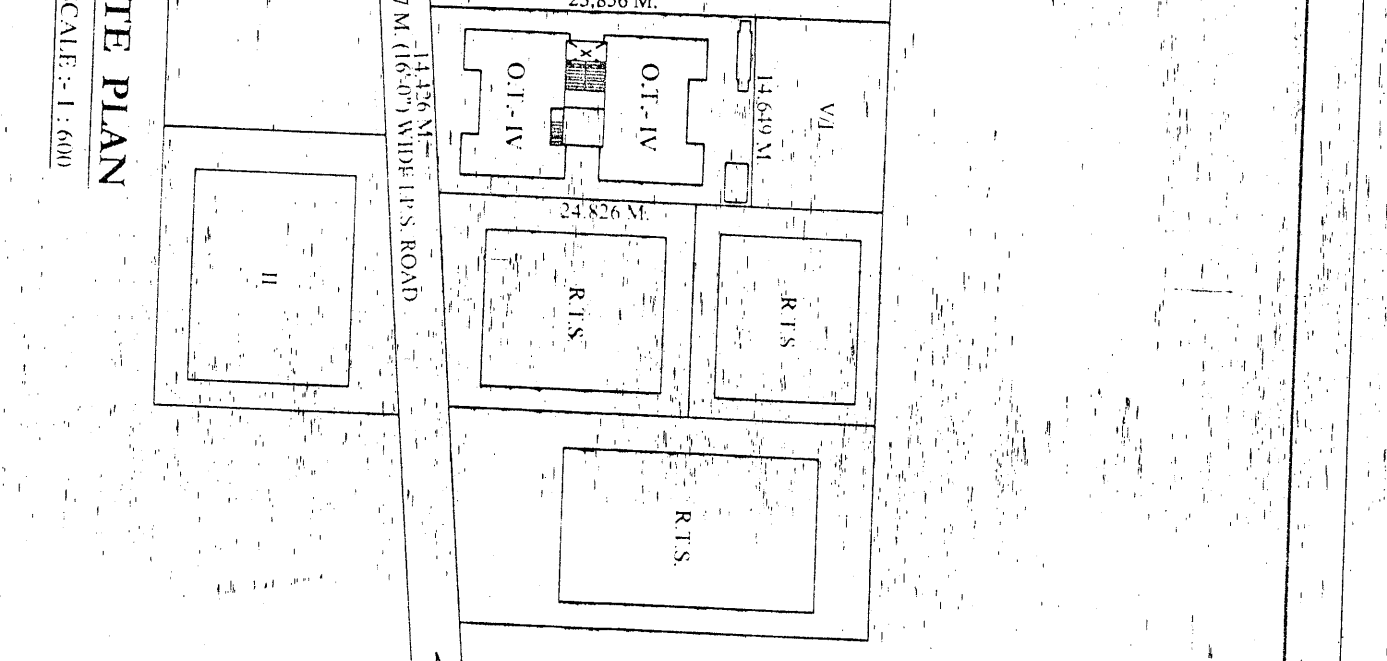 25,856 M.
14.426 M.
7 M (16'-0") WIDE I.P.S. ROAD
O.T.- IV
O.T.- IV
X
14.649 M.
V/L
24.826 M.
R.T.S.
R.T.S
II
R.T.S.
TE PLAN
CALE :- 1 : 600